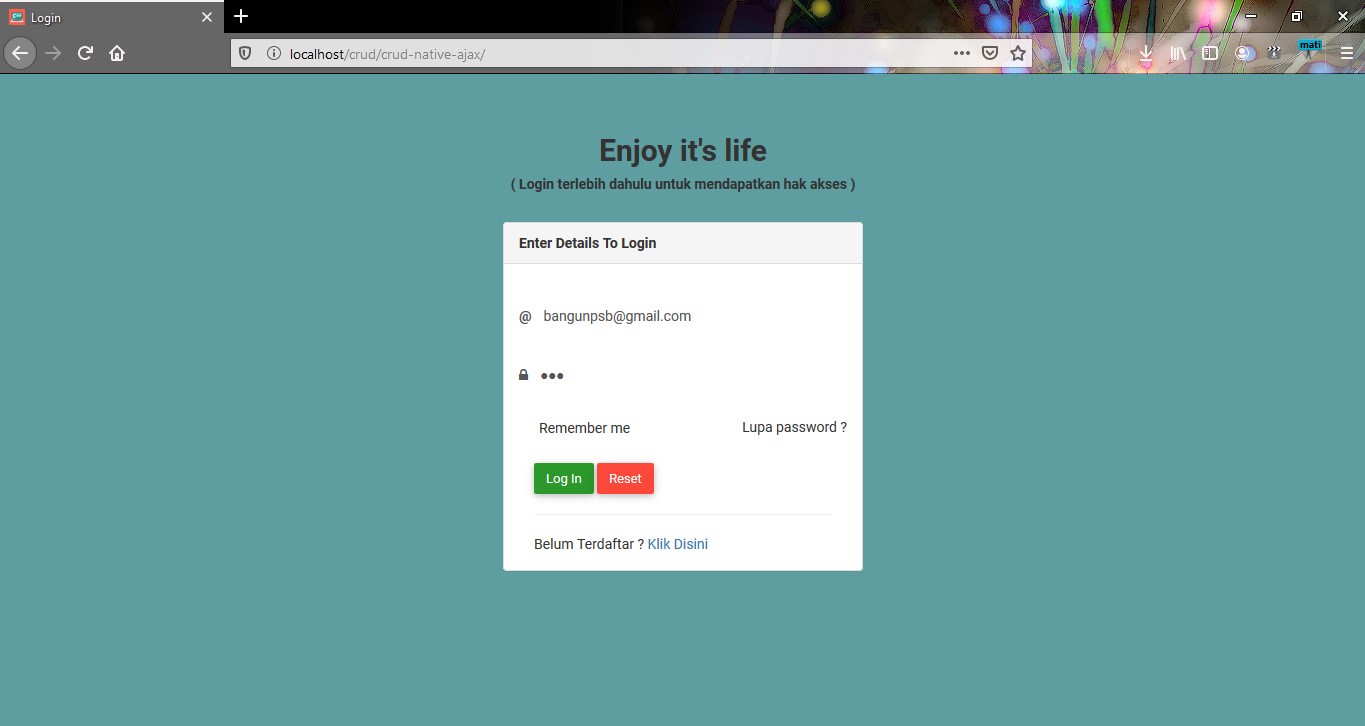 Login
localhost/crud/crud-native-ajax/
mati
Enjoy it's life
( Login terlebih dahulu untuk mendapatkan hak akses )
Enter Details To Login
@ bangunpsb@gmail.com
●●●
Remember me Lupa password ?
Log In Reset
Belum Terdaftar ? Klik Disini